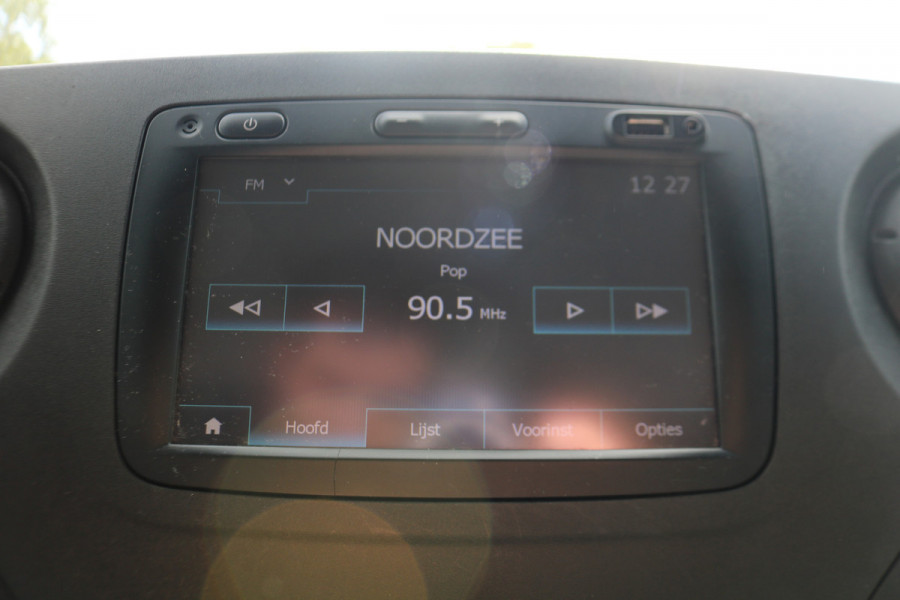 FM
12 27
NOORDZEE
Pop
90.5 MHz
Hoofd Lijst Voorinst Opties